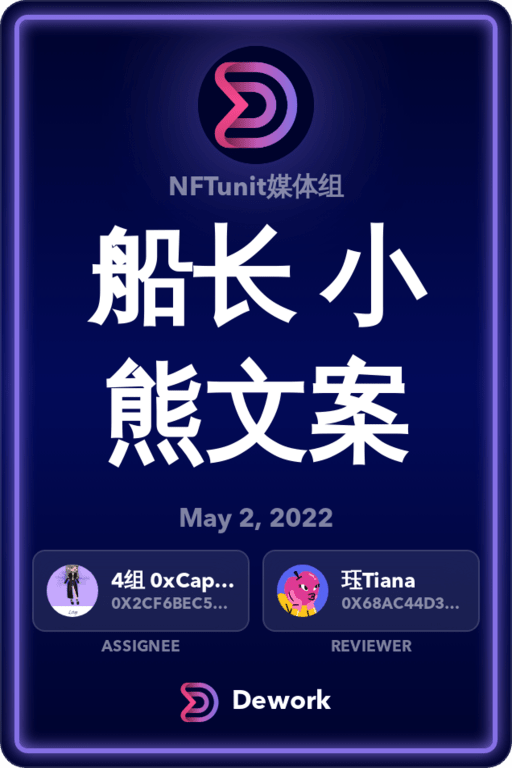 NFTunit媒体组
船长 小
熊文案
May 2, 2022
4组 0xCap...
0X2CF6BEC5...
珏Tiana
0X68AC44D3...
ASSIGNEE
REVIEWER
Dework